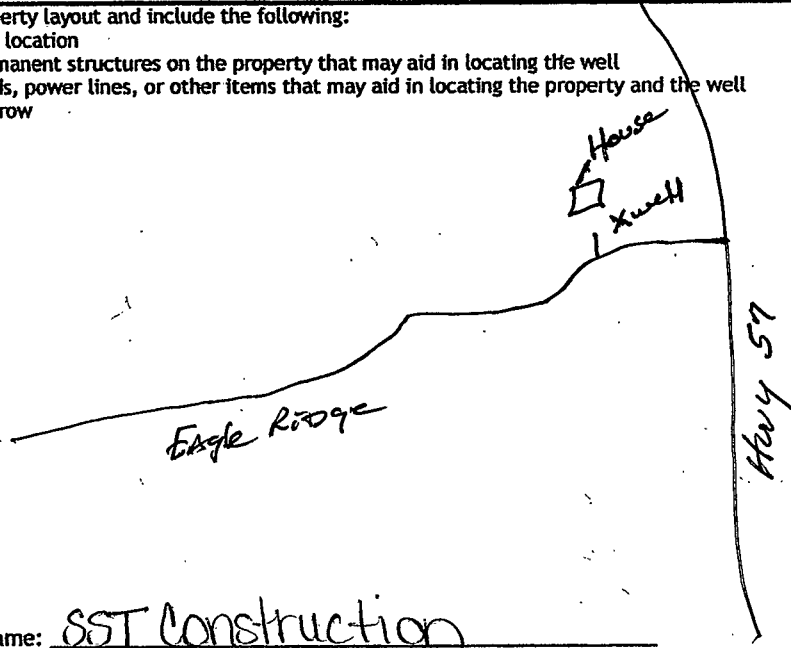 erty layout and include the following:
location
manent structures on the property that may aid in locating the well
ls, power lines, or other items that may aid in locating the property and the well
row
House
X well
Eagle Ridge
Hwy 57
ame: SST Construction